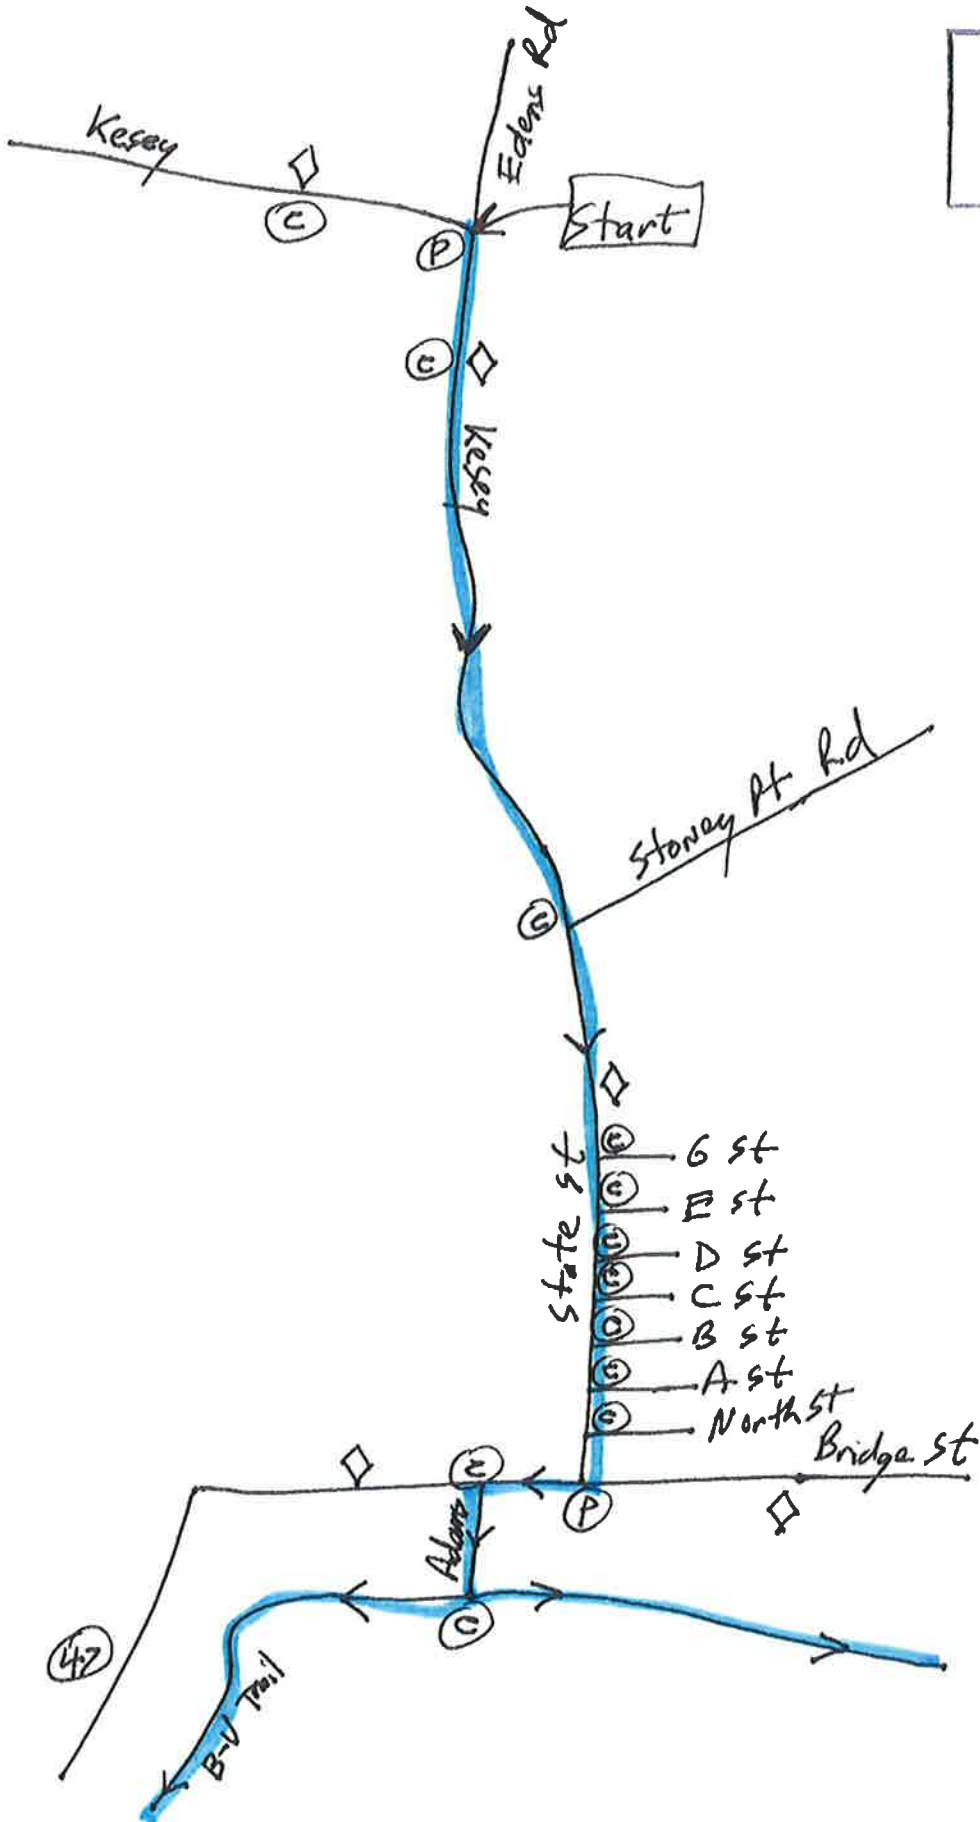 Edens Rd
Kesey
C
Start
P
C
Kesey
Stoney Pt Rd
C
State st
G st
E st
D st
C st
B st
A st
North st
Bridge st
P
Adams
C
42
B-V Trail